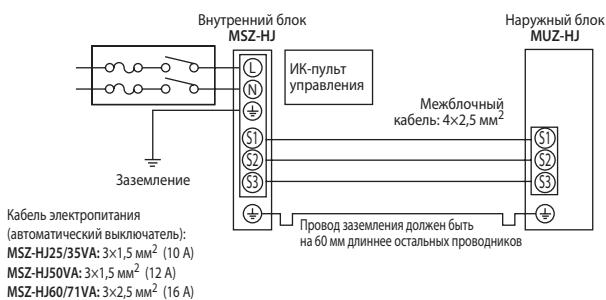 Внутренний блок
MSZ-HJ
Наружный блок
MUZ-HJ
L
N
ИК-пульт
управления
Межблочный
кабель: 4×2,5 мм²
S1
S2
S3
S1
S2
S3
Заземление
Провод заземления должен быть
на 60 мм длиннее остальных проводников
Кабель электропитания
(автоматический выключатель):
MSZ-HJ25/35VA: 3×1,5 мм² (10 А)
MSZ-HJ50VA: 3×1,5 мм² (12 А)
MSZ-HJ60/71VA: 3×2,5 мм² (16 А)